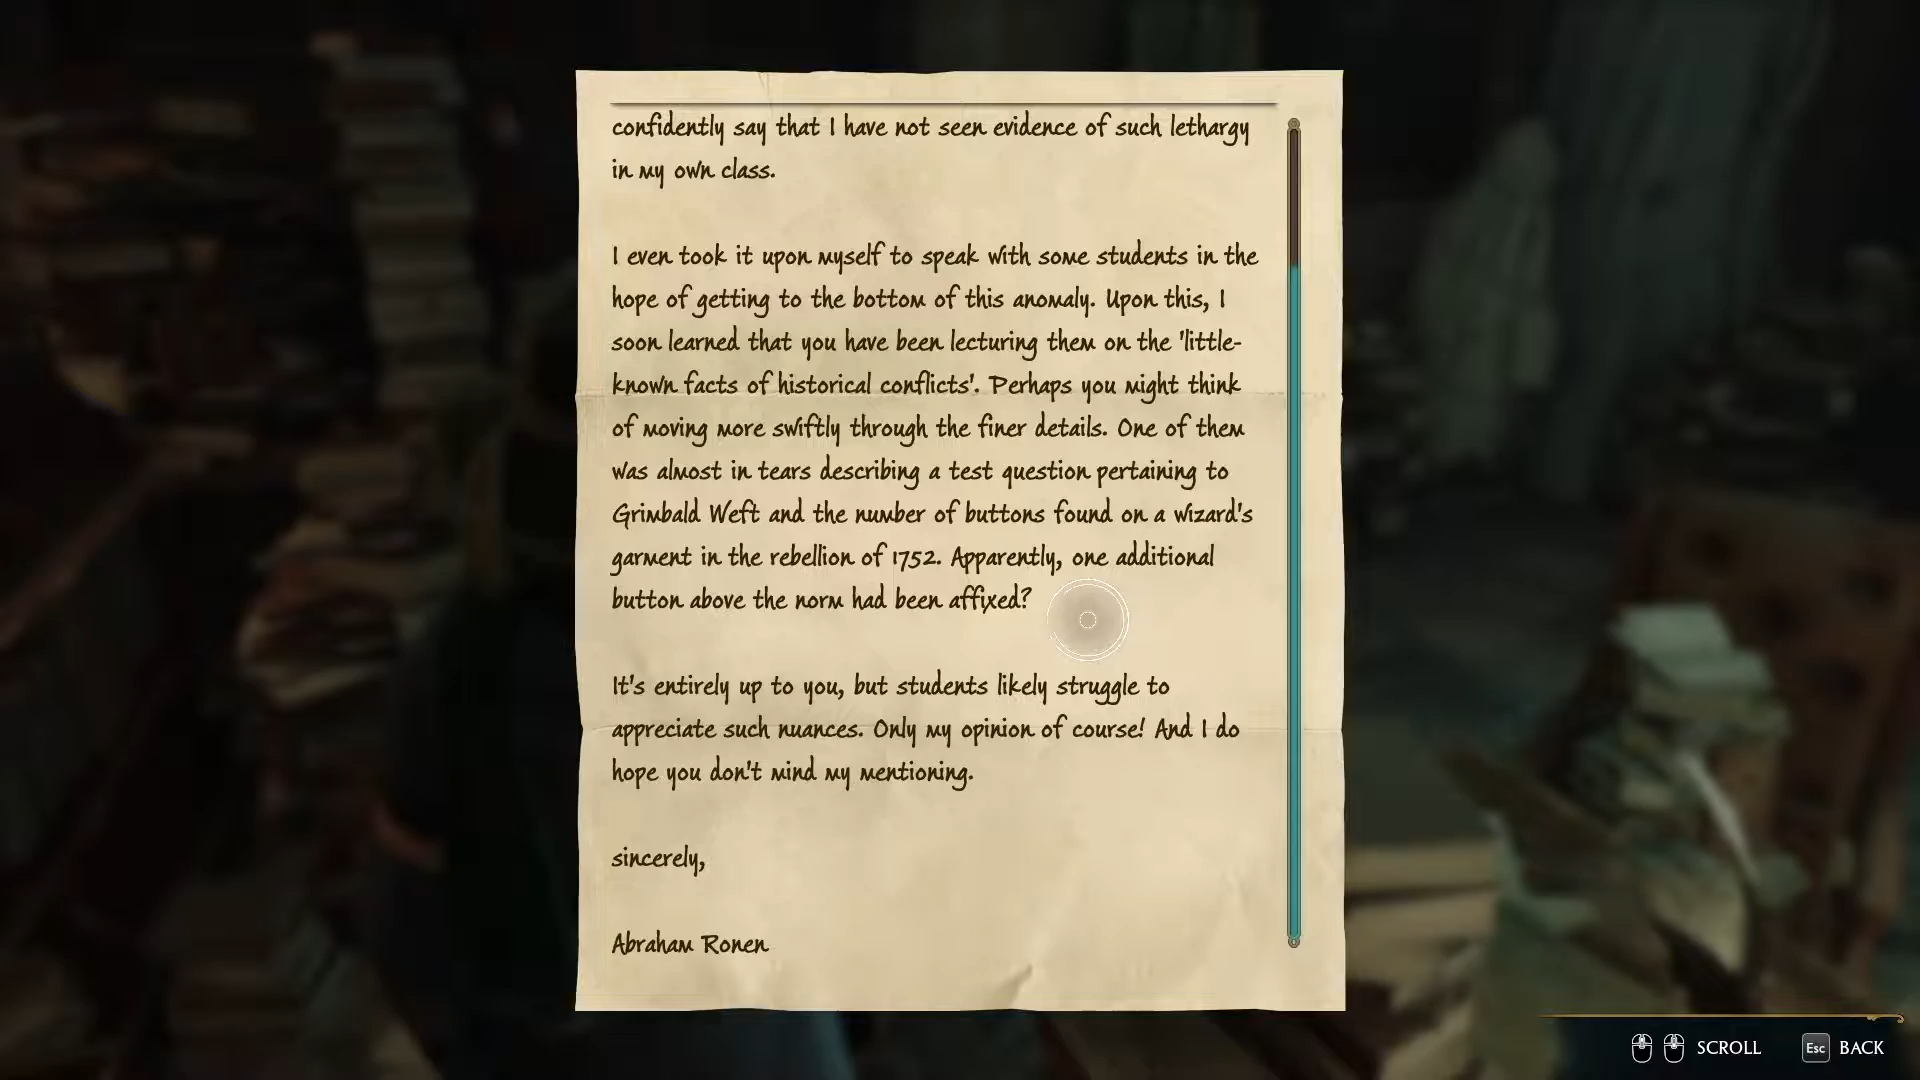 confidently say that I have not seen evidence of such lethargy
in my own class.
I even took it upon myself to speak with some students in the
hope of getting to the bottom of this anomaly. Upon this, I
soon learned that you have been lecturing them on the 'little-
known facts of historical conflicts'. Perhaps you might think
of moving more swiftly through the finer details. One of them
was almost in tears describing a test question pertaining to
Grimbald Weft and the number of buttons found on a wizard's
garment in the rebellion of 1752. Apparently, one additional
button above the norm had been affixed?
It's entirely up to you, but students likely struggle to
appreciate such nuances. Only my opinion of course! And I do
hope you don't mind my mentioning.
sincerely,
Abraham Ronen
SCROLL
Esc BACK